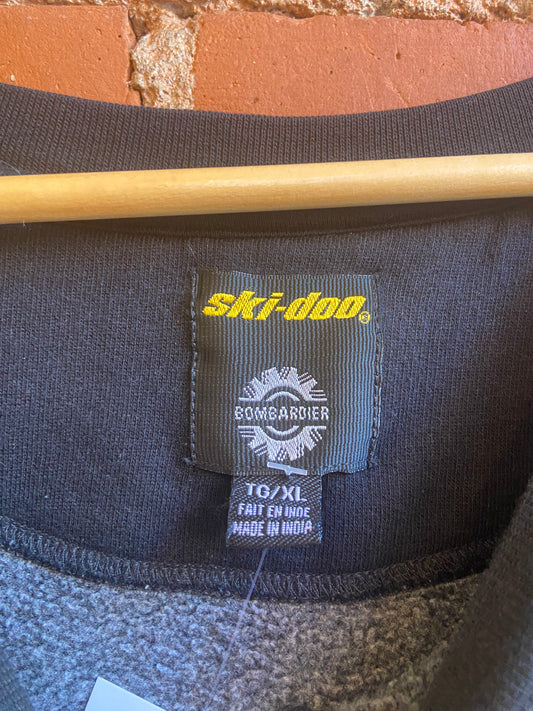 ski-doo®
BOMBARDIER
TG/XL
FAIT EN INDE
MADE IN INDIA